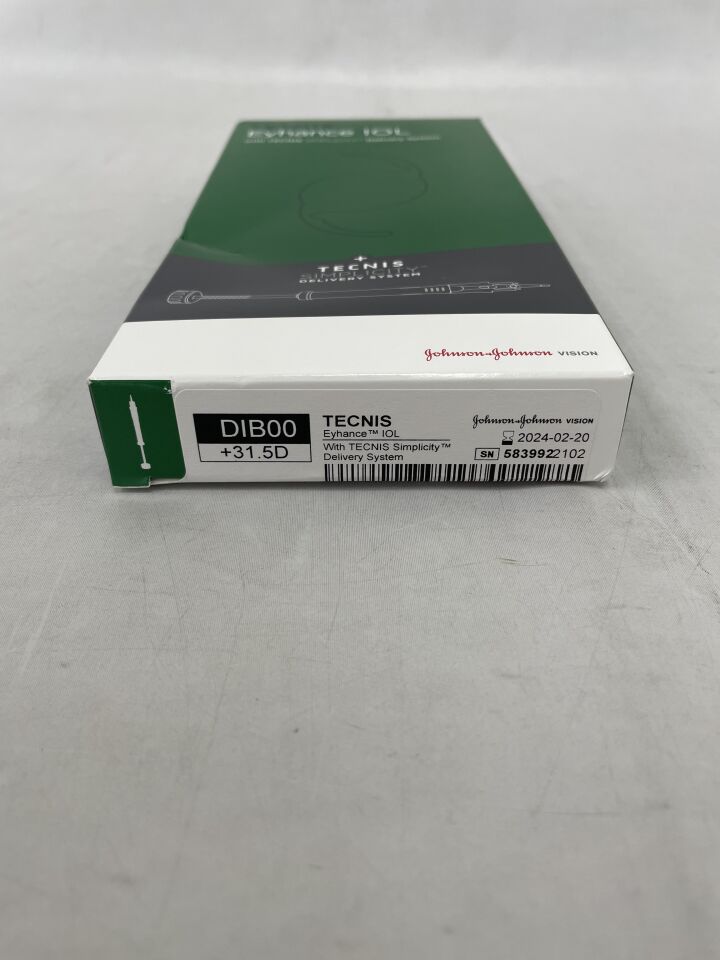 Eyhance IOL
TECNIS
SIMPLICITY™
DELIVERY SYSTEM
Johnson & Johnson VISION
DIB00
+31.5D
TECNIS
Eyhance™ IOL
With TECNIS Simplicity™
Delivery System
Johnson & Johnson VISION
2024-02-20
SN 5839922102